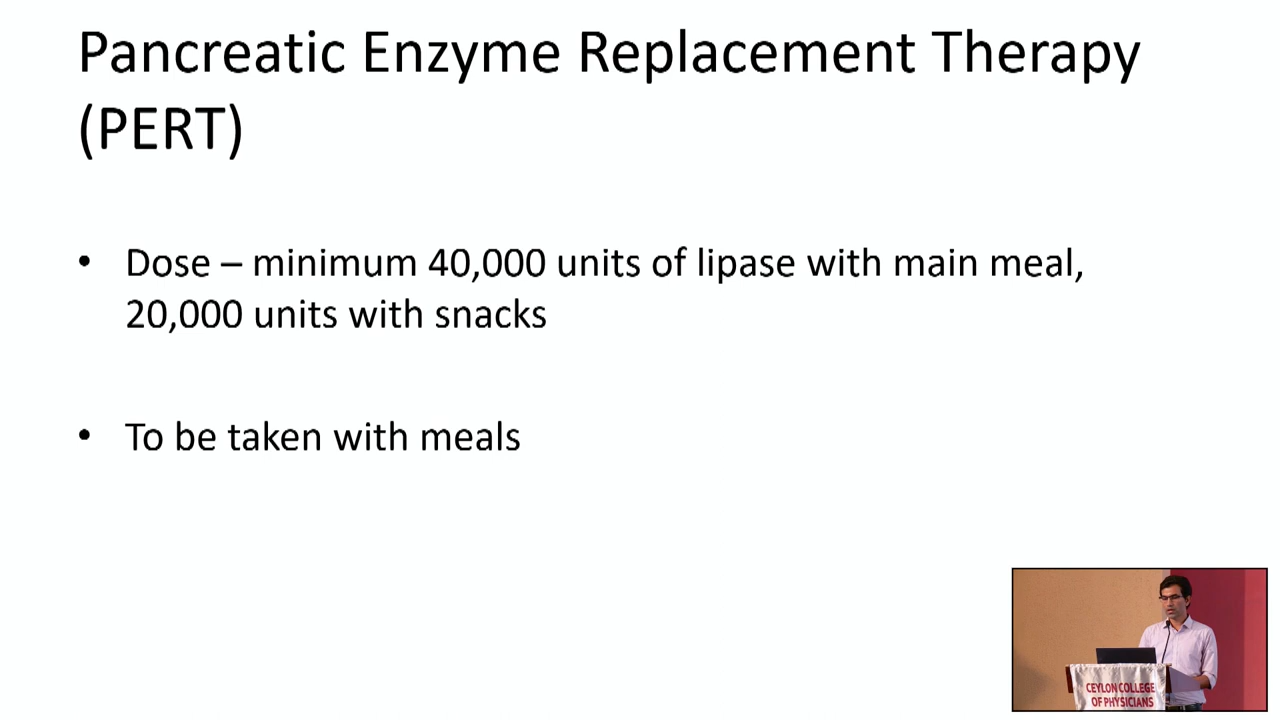 Pancreatic Enzyme Replacement Therapy
(PERT)
• Dose – minimum 40,000 units of lipase with main meal,
20,000 units with snacks
• To be taken with meals
CEYLON COLLEGE
OF PHYSICIANS